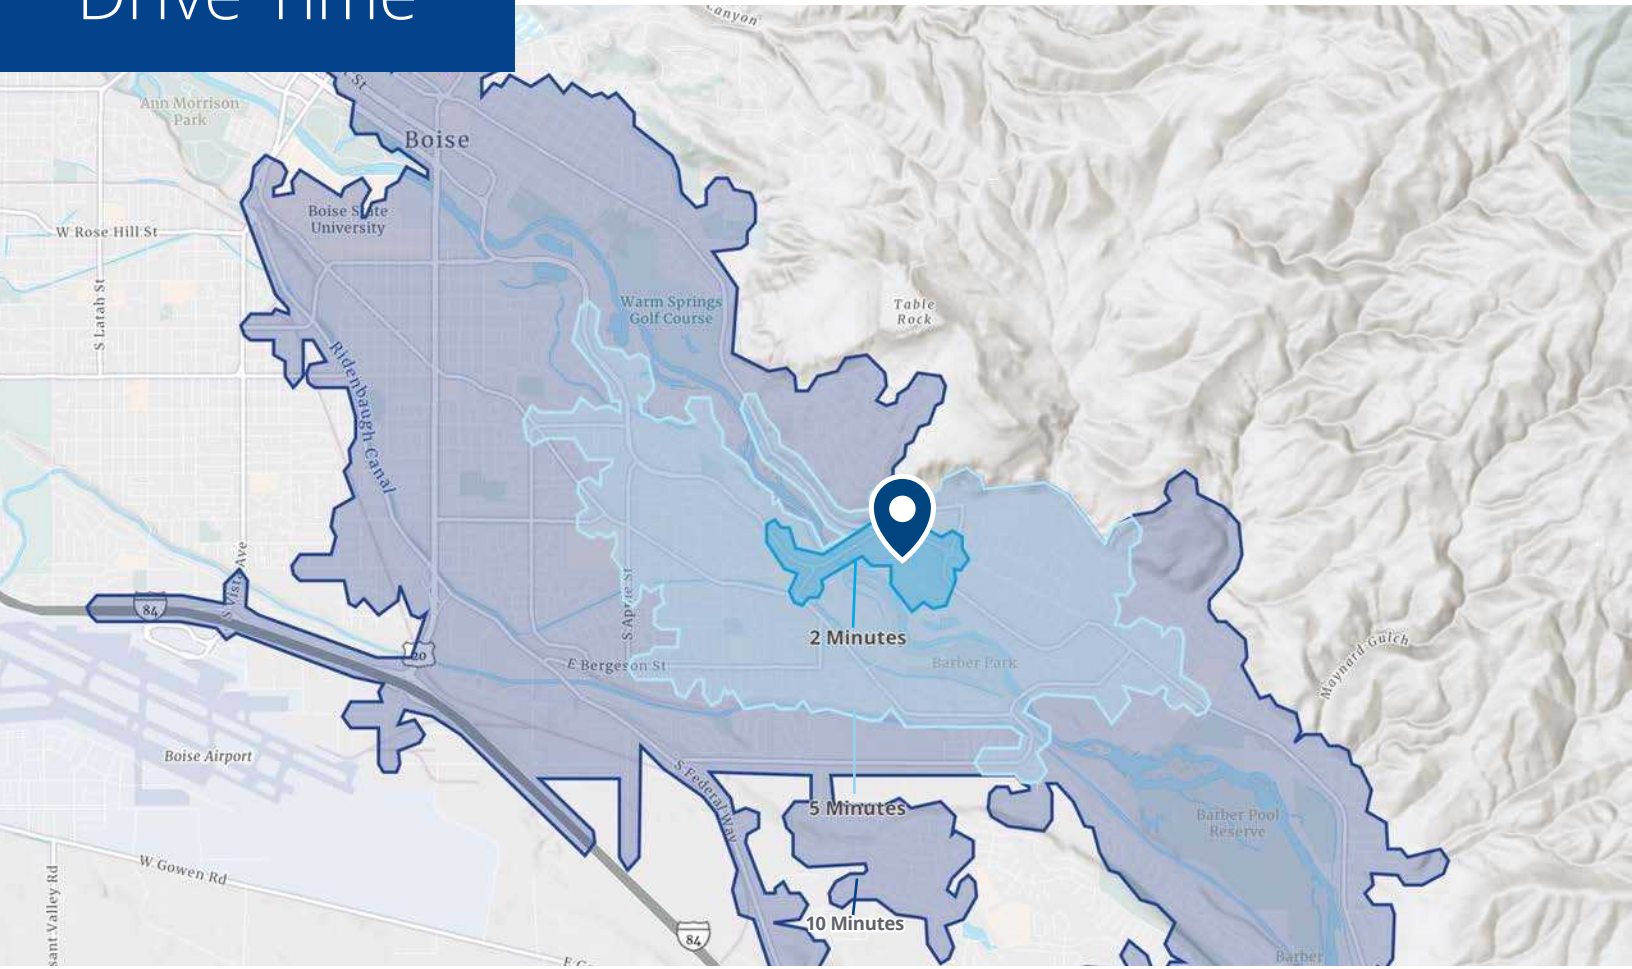 Drive Time
Canyon
St
Ann Morrison
Park
Boise
Boise State
University
W Rose Hill St
S Latah St
Warm Springs
Golf Course
Table
Rock
Ridenbaugh Canal
S Vista Ave
84
20
S Apple St
2 Minutes
E Bergeson St
Barber Park
Maynard Gulch
Boise Airport
S Federal Way
5 Minutes
Barber Pool
Reserve
W Gowen Rd
10 Minutes
84
Barber